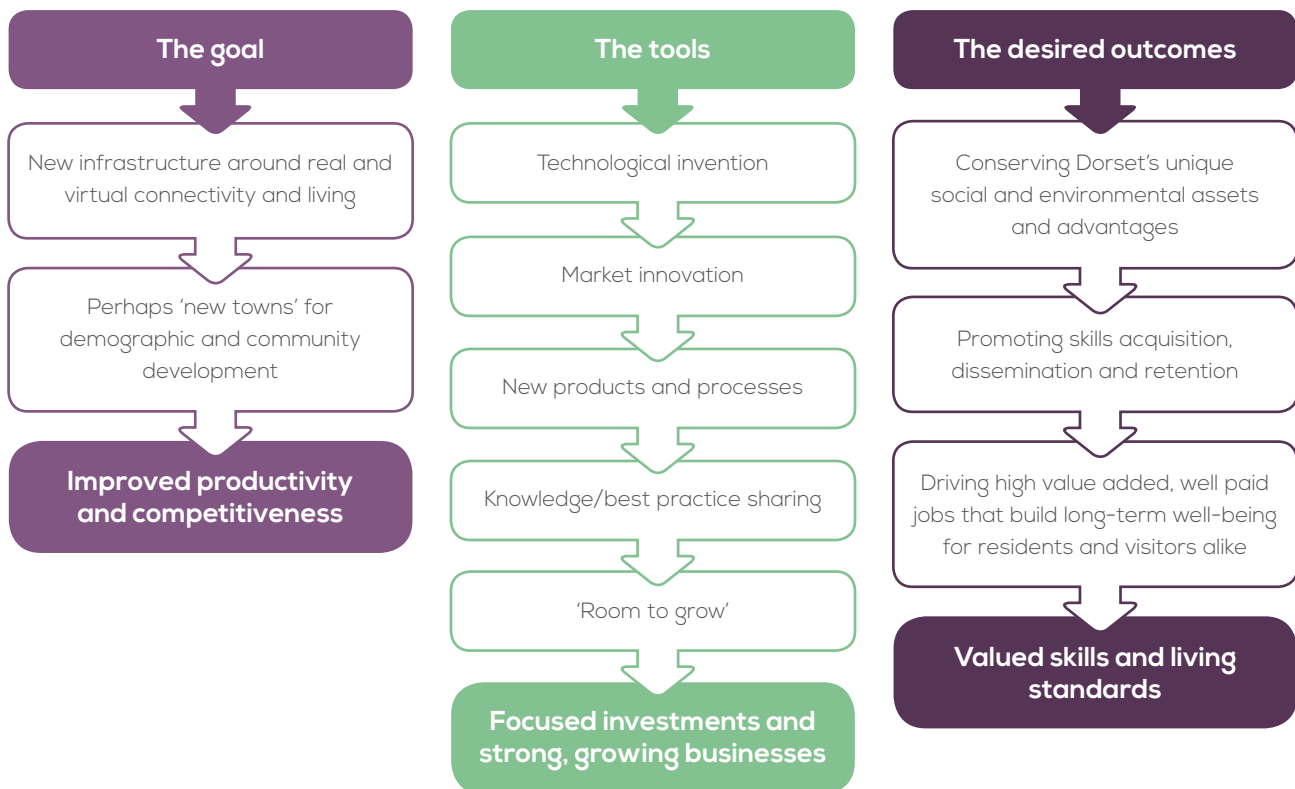 The goal
New infrastructure around real and
virtual connectivity and living
Perhaps ‘new towns’ for
demographic and community
development
Improved productivity
and competitiveness
The tools
Technological invention
Market innovation
New products and processes
Knowledge/best practice sharing
‘Room to grow’
Focused investments and
strong, growing businesses
The desired outcomes
Conserving Dorset’s unique
social and environmental assets
and advantages
Promoting skills acquisition,
dissemination and retention
Driving high value added, well paid
jobs that build long-term well-being
for residents and visitors alike
Valued skills and living
standards